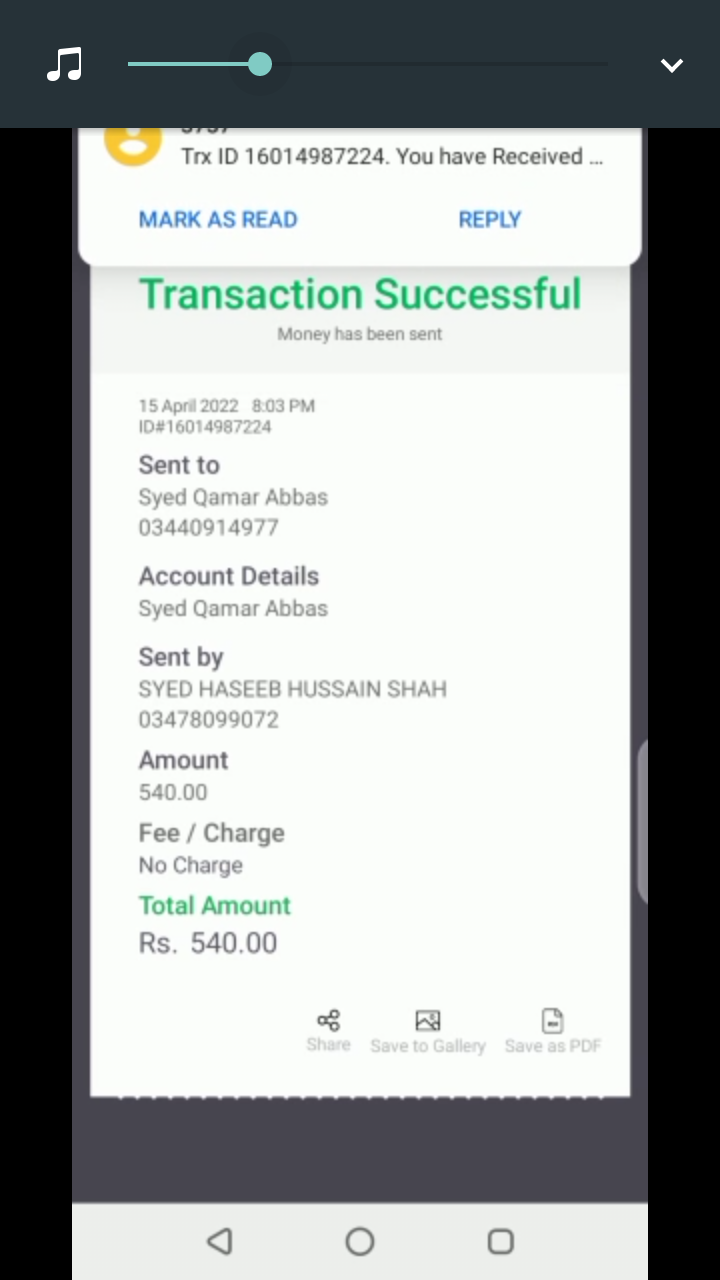 Trx ID 16014987224. You have Received ...
MARK AS READ REPLY
Transaction Successful
Money has been sent
15 April 2022 8:03 PM
ID#16014987224
Sent to
Syed Qamar Abbas
03440914977
Account Details
Syed Qamar Abbas
Sent by
SYED HASEEB HUSSAIN SHAH
03478099072
Amount
540.00
Fee / Charge
No Charge
Total Amount
Rs. 540.00
Share Save to Gallery Save as PDF